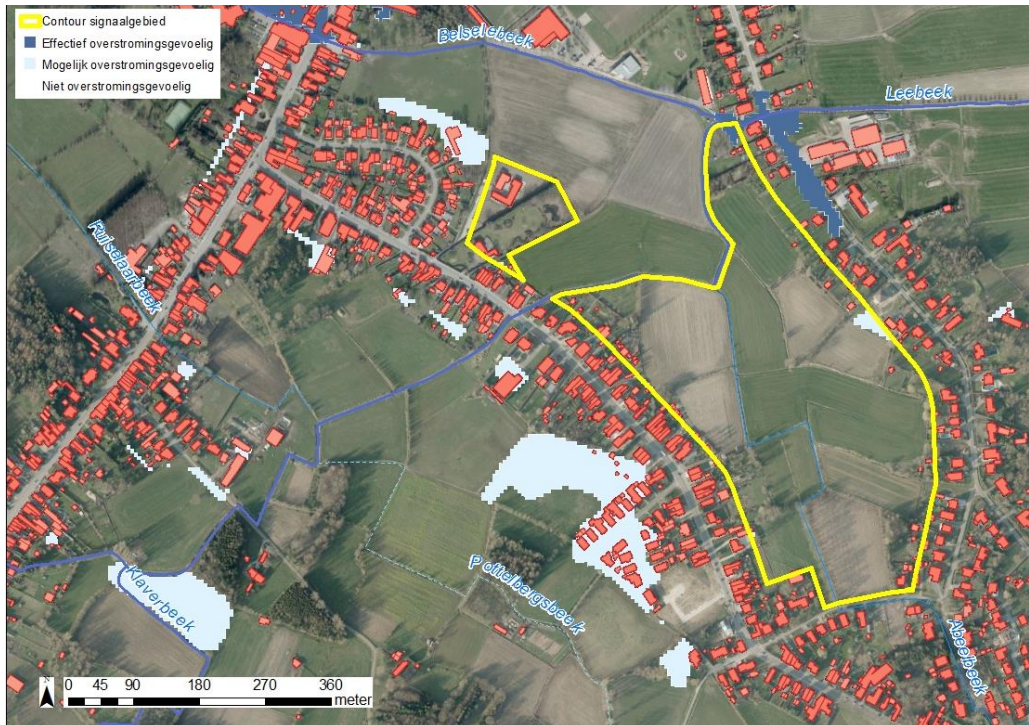 Contour signaalgebied
Effectief overstromingsgevoelig
Mogelijk overstromingsgevoelig
Niet overstromingsgevoelig
Belselebeek
Leebeek
Ruiselaarbeek
Pottelbergsbeek
Klaverbeek
Abeelbeek
N
0 45 90 180 270 360
meter